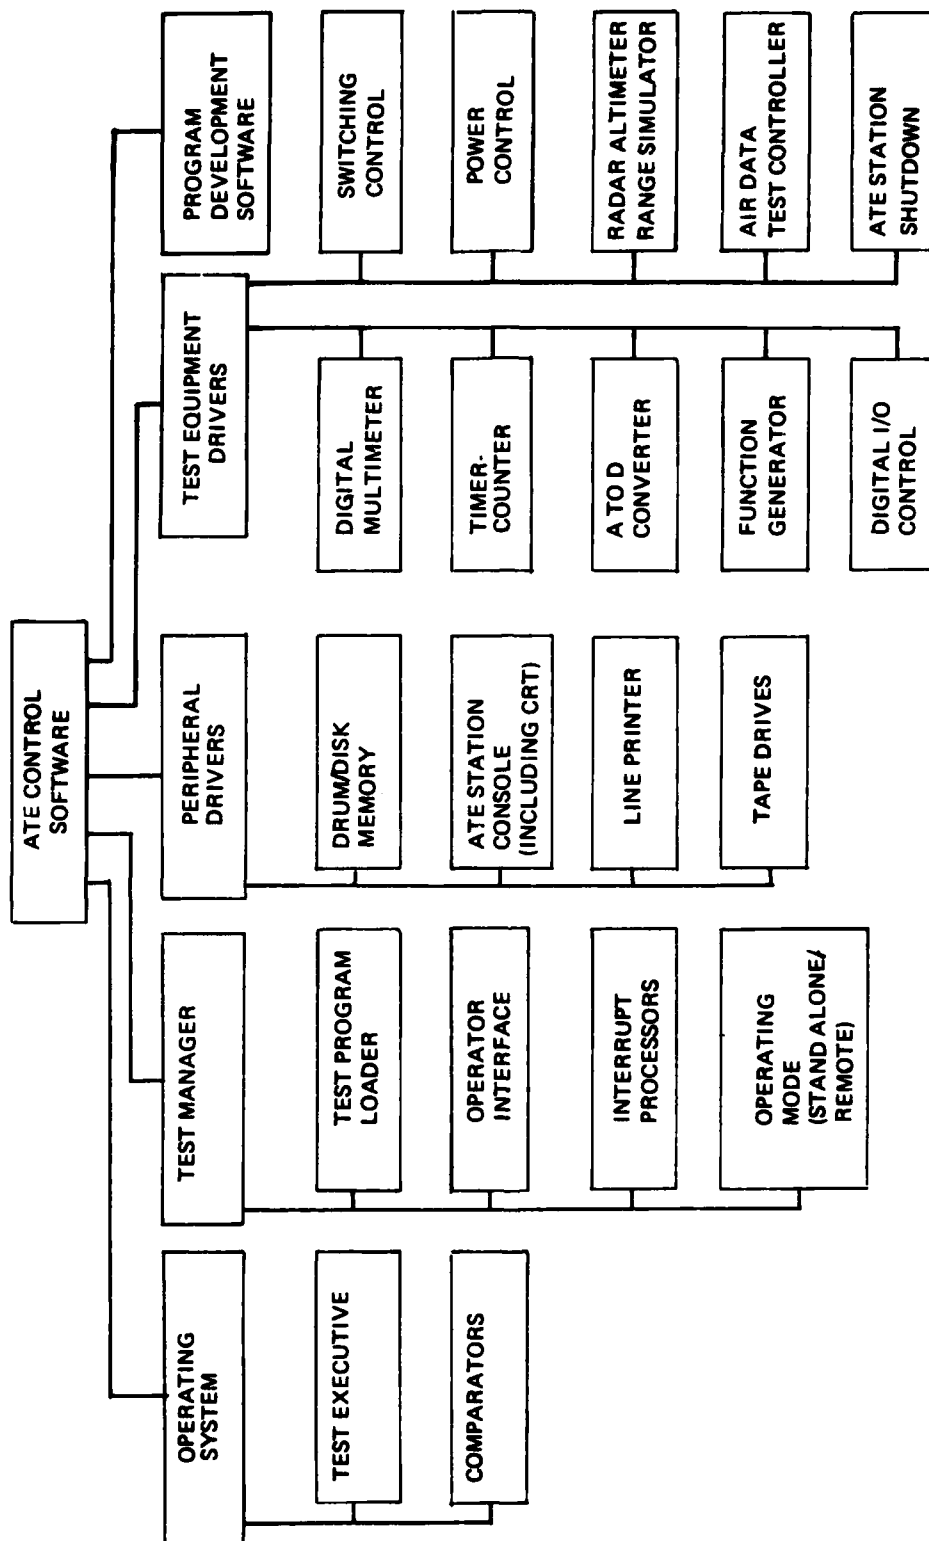 ATE CONTROL
SOFTWARE
OPERATING
SYSTEM
TEST EXECUTIVE
COMPARATORS
TEST MANAGER
TEST PROGRAM
LOADER
OPERATOR
INTERFACE
INTERRUPT
PROCESSORS
OPERATING
MODE
(STAND ALONE/
REMOTE)
PERIPHERAL
DRIVERS
DRUM/DISK
MEMORY
ATE STATION
CONSOLE
(INCLUDING CRT)
LINE PRINTER
TAPE DRIVES
TEST EQUIPMENT
DRIVERS
DIGITAL
MULTIMETER
TIMER-
COUNTER
A TO D
CONVERTER
FUNCTION
GENERATOR
DIGITAL I/O
CONTROL
SWITCHING
CONTROL
POWER
CONTROL
RADAR ALTIMETER
RANGE SIMULATOR
AIR DATA
TEST CONTROLLER
ATE STATION
SHUTDOWN
PROGRAM
DEVELOPMENT
SOFTWARE